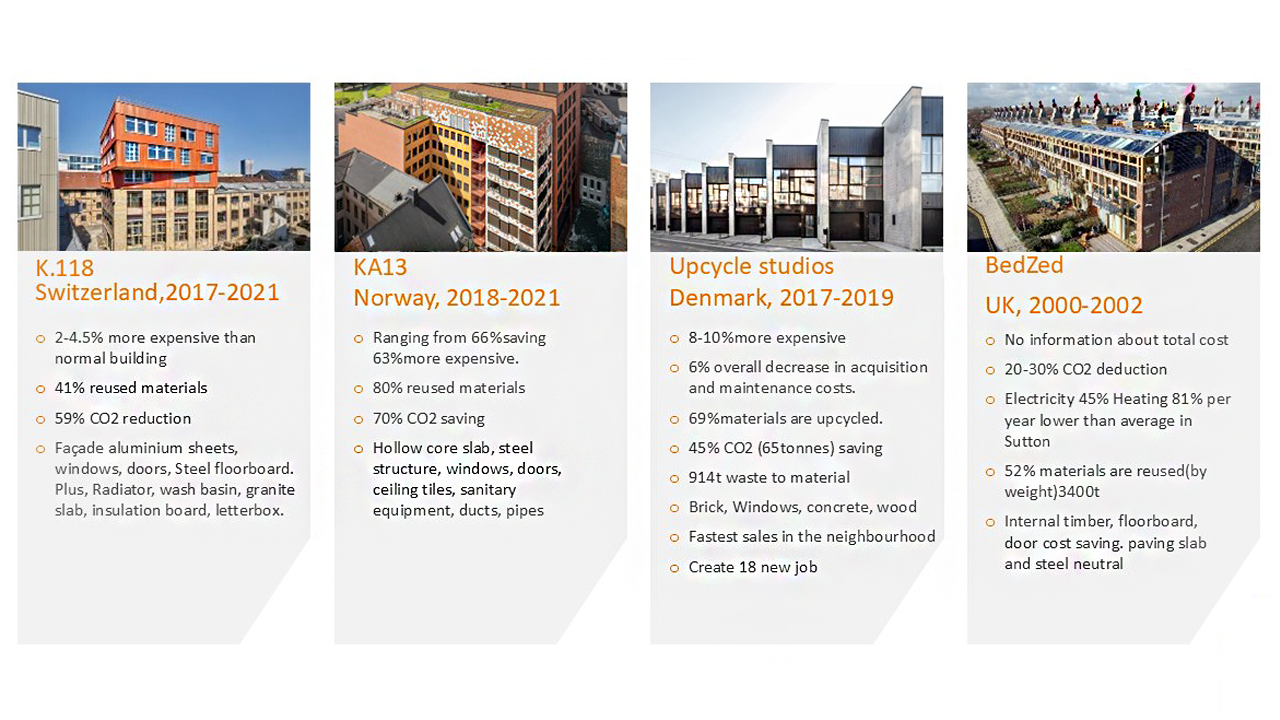 K.118
Switzerland,2017-2021
2-4.5% more expensive than
normal building
41% reused materials
59% CO2 reduction
Façade aluminium sheets,
windows, doors, Steel floorboard.
Plus, Radiator, wash basin, granite
slab, insulation board, letterbox.
KA13
Norway, 2018-2021
Ranging from 66%saving
63%more expensive.
80% reused materials
70% CO2 saving
Hollow core slab, steel
structure, windows, doors,
ceiling tiles, sanitary
equipment, ducts, pipes
Upcycle studios
Denmark, 2017-2019
8-10%more expensive
6% overall decrease in acquisition
and maintenance costs.
69%materials are upcycled.
45% CO2 (65tonnes) saving
914t waste to material
Brick, Windows, concrete, wood
Fastest sales in the neighbourhood
Create 18 new job
BedZed
UK, 2000-2002
No information about total cost
20-30% CO2 deduction
Electricity 45% Heating 81% per
year lower than average in
Sutton
52% materials are reused(by
weight)3400t
Internal timber, floorboard,
door cost saving. paving slab
and steel neutral